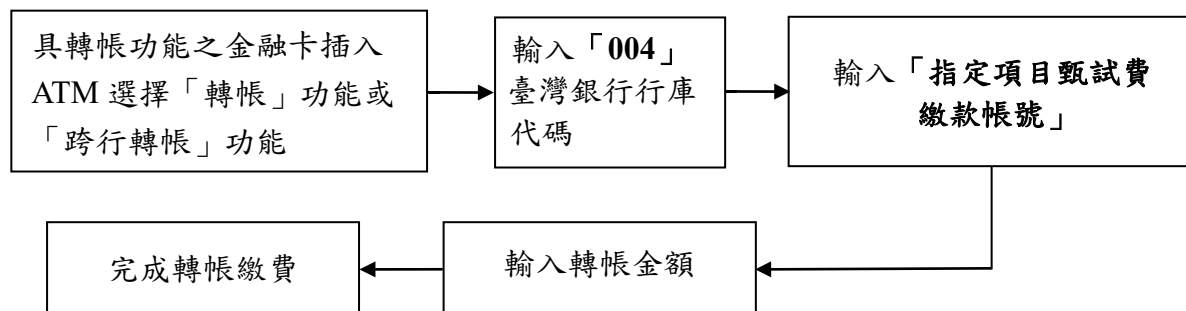 具轉帳功能之金融卡插入
ATM 選擇「轉帳」功能或
「跨行轉帳」功能
輸入「004」
臺灣銀行行庫
代碼
輸入「指定項目甄試費
繳款帳號」
輸入轉帳金額
完成轉帳繳費